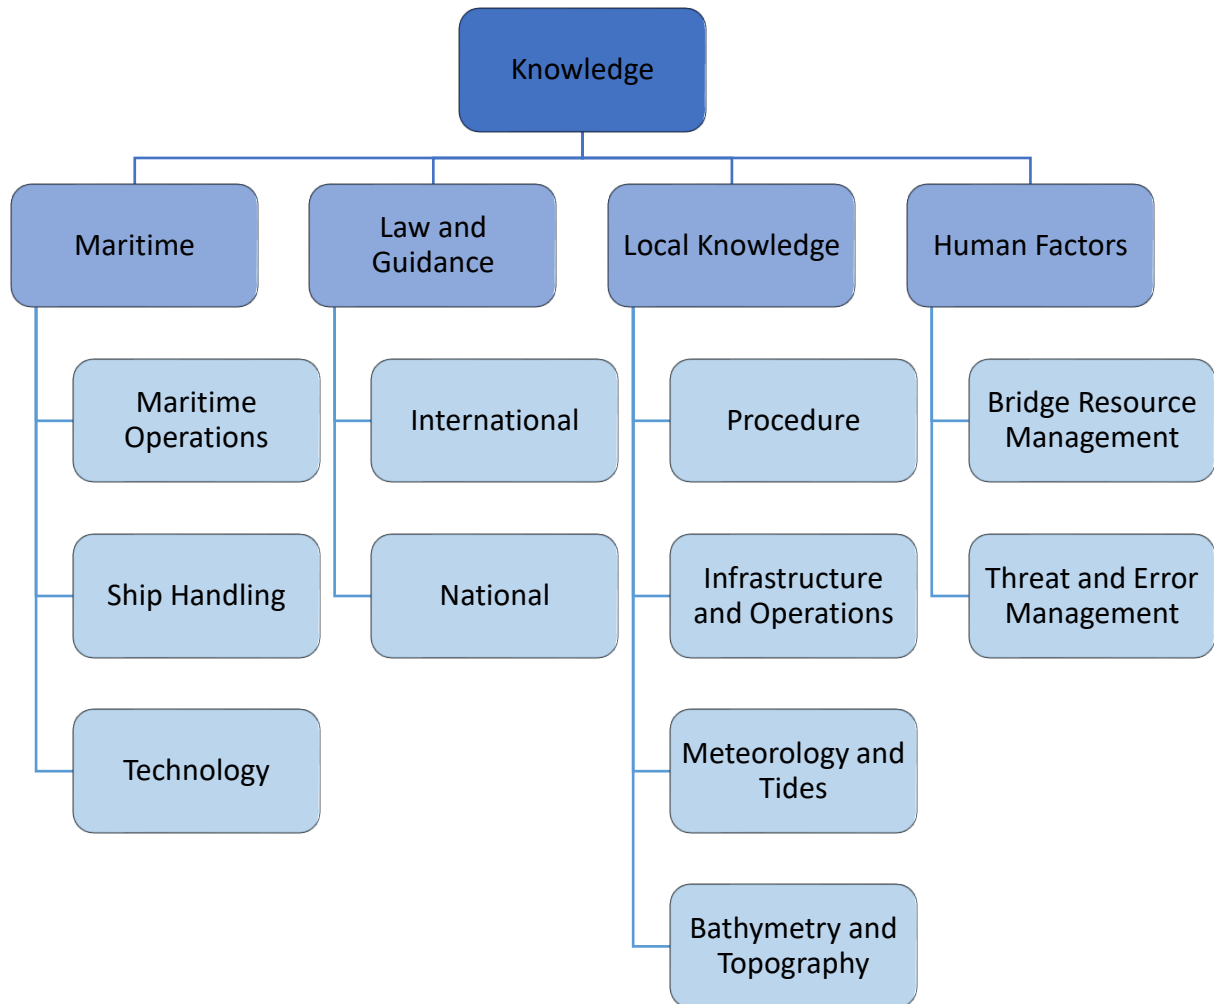 Knowledge
Maritime
Law and
Guidance
Local Knowledge
Human Factors
Maritime
Operations
International
Procedure
Bridge Resource
Management
Ship Handling
National
Infrastructure
and Operations
Threat and Error
Management
Technology
Meteorology and
Tides
Bathymetry and
Topography